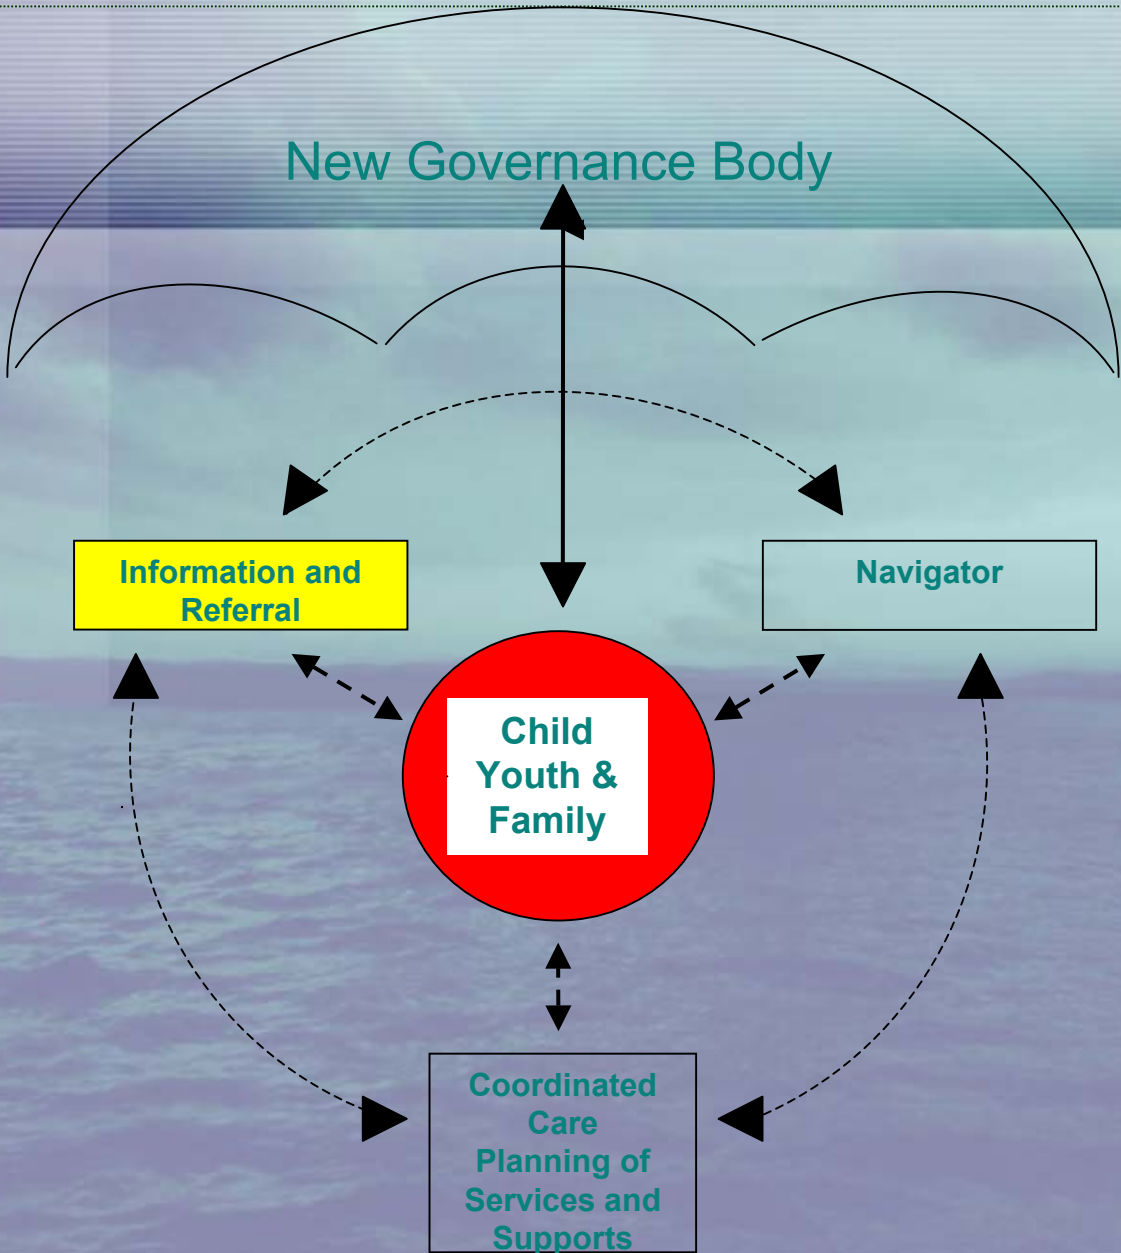 New Governance Body
Information and
Referral
Navigator
Child
Youth &
Family
Coordinated
Care
Planning of
Services and
Supports